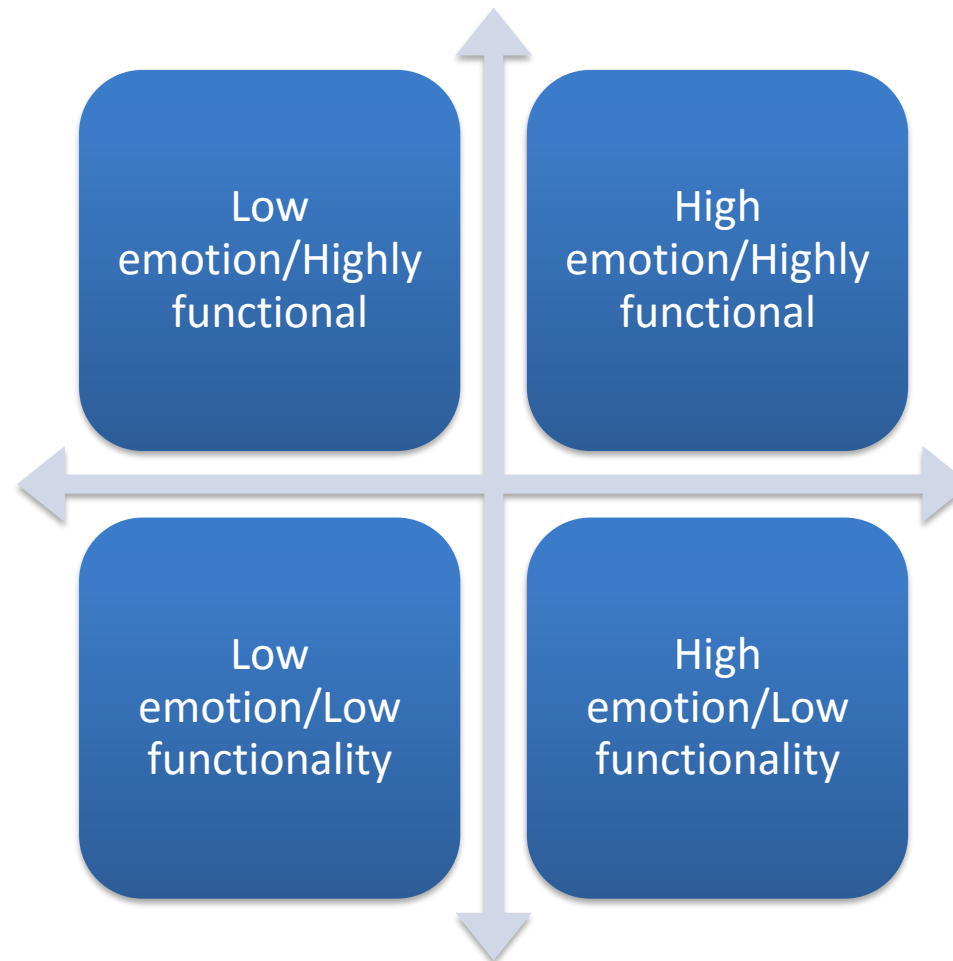 Low
emotion/Highly
functional
High
emotion/Highly
functional
Low
emotion/Low
functionality
High
emotion/Low
functionality